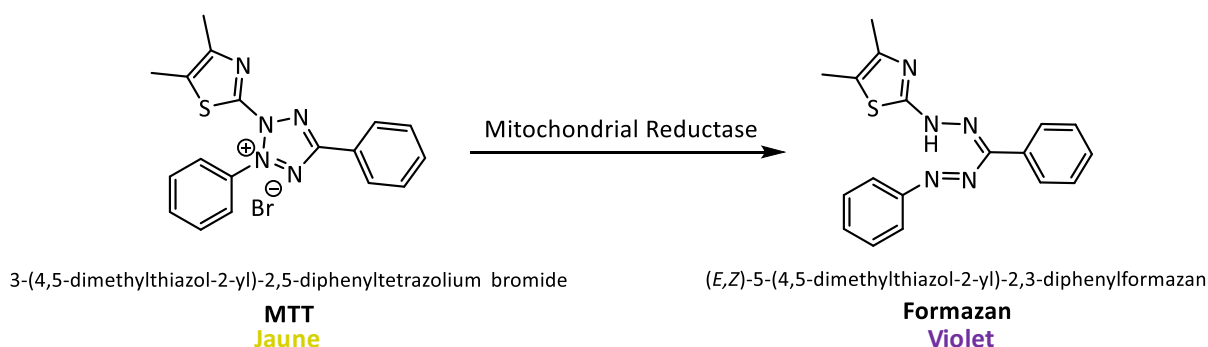 Mitochondrial Reductase
N
S
N
N
N
N
Br
N
S
N
H
N
N
N
3-(4,5-dimethylthiazol-2-yl)-2,5-diphenyltetrazolium bromide
MTT
Jaune
(E,Z)-5-(4,5-dimethylthiazol-2-yl)-2,3-diphenylformazan
Formazan
Violet